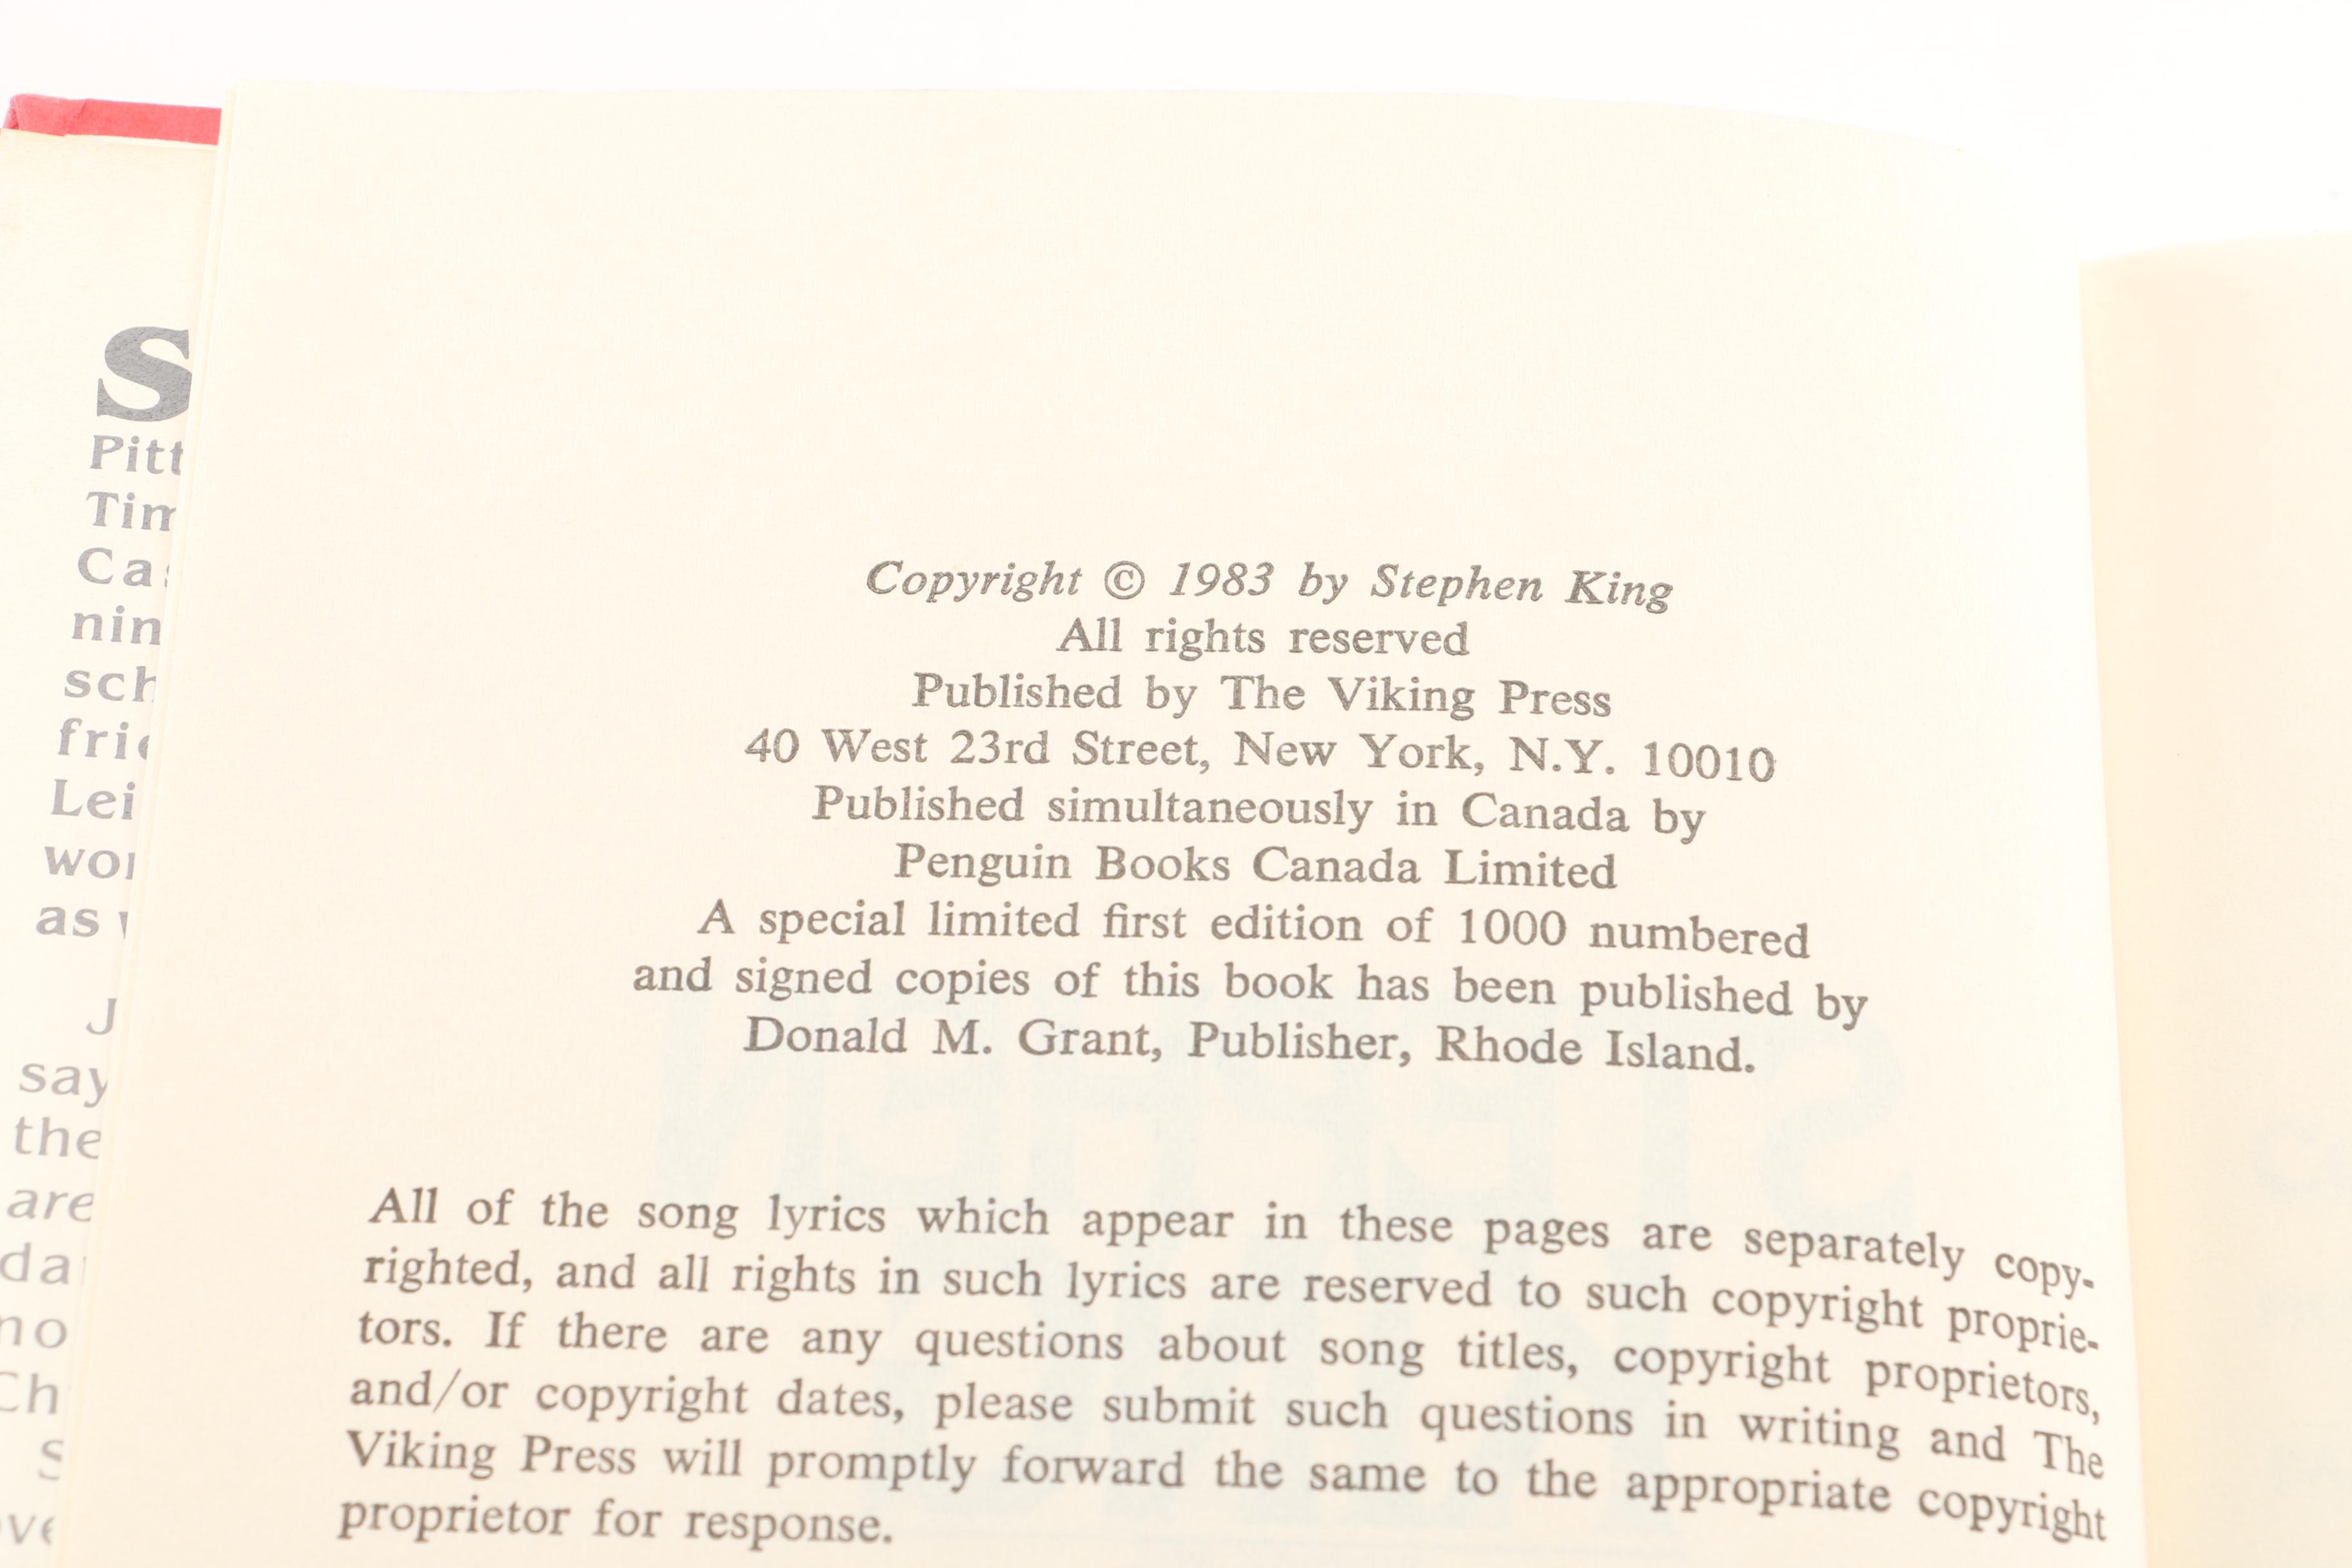 Copyright © 1983 by Stephen King
All rights reserved
Published by The Viking Press
40 West 23rd Street, New York, N.Y. 10010
Published simultaneously in Canada by
Penguin Books Canada Limited
A special limited first edition of 1000 numbered
and signed copies of this book has been published by
Donald M. Grant, Publisher, Rhode Island.
All of the song lyrics which appear in these pages are separately copy-
righted, and all rights in such lyrics are reserved to such copyright proprie-
tors. If there are any questions about song titles, copyright proprietors,
and/or copyright dates, please submit such questions in writing and The
Viking Press will promptly forward the same to the appropriate copyright
proprietor for response.